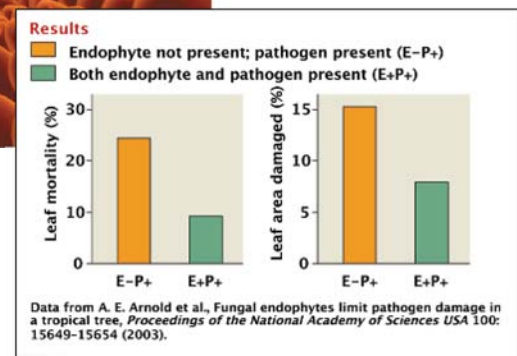 Results
Endophyte not present; pathogen present (E–P+)
Both endophyte and pathogen present (E+P+)
Leaf mortality (%)
30
20
10
0
E–P+ E+P+
Leaf area damaged (%)
15
10
5
0
E–P+ E+P+
Data from A. E. Arnold et al., Fungal endophytes limit pathogen damage in
a tropical tree, Proceedings of the National Academy of Sciences USA 100:
15649–15654 (2003).